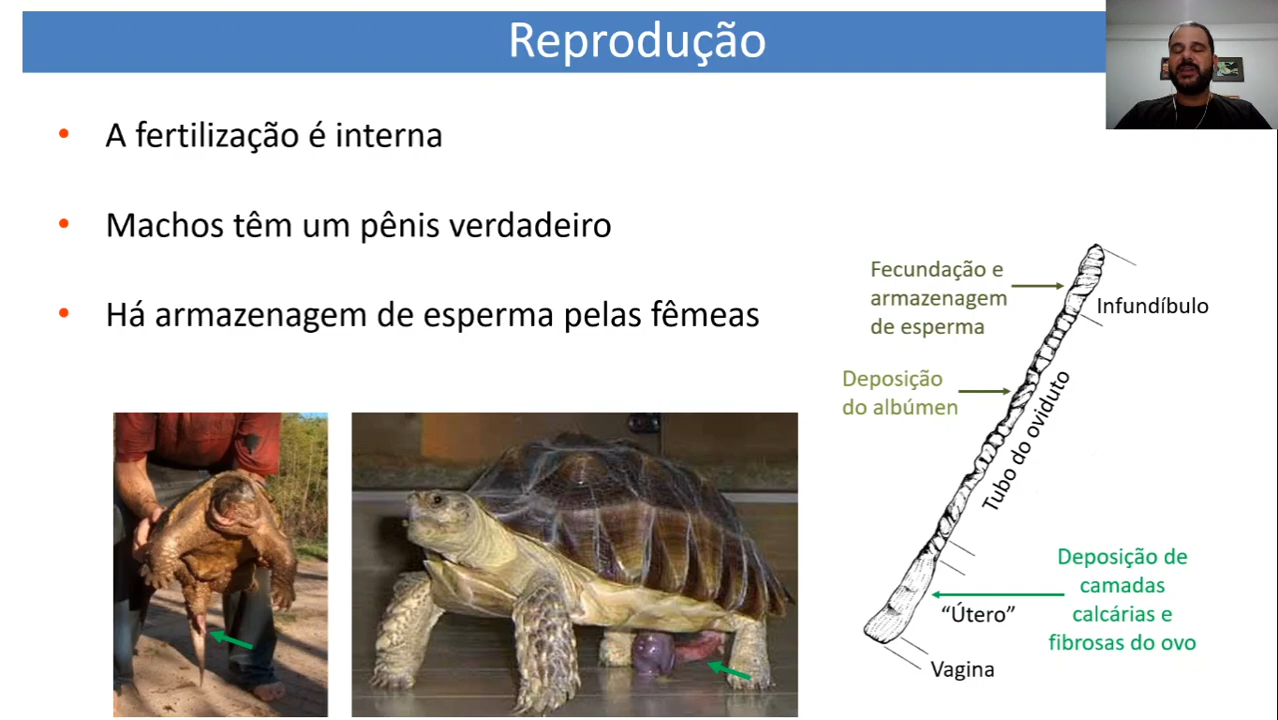 Reprodução
• A fertilização é interna
• Machos têm um pênis verdadeiro
• Há armazenagem de esperma pelas fêmeas
Fecundação e
armazenagem
de esperma
Infundíbulo
Deposição
do albúmen
Tubo do oviduto
Deposição de
camadas
calcárias e
fibrosas do ovo
“Útero”
Vagina